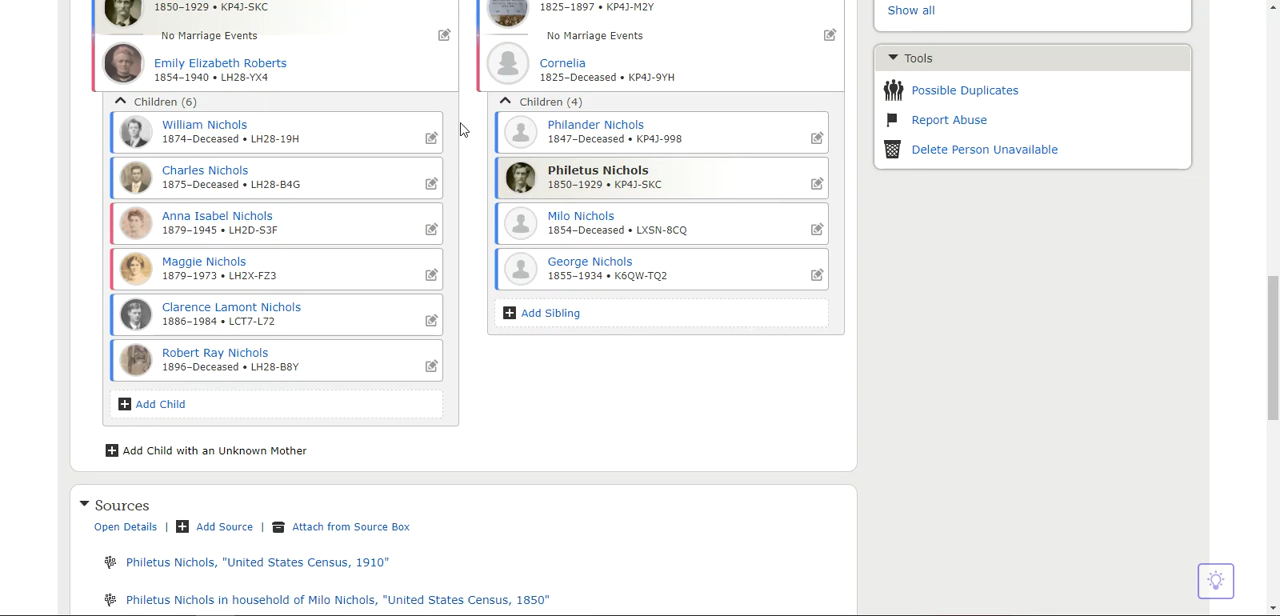 1850–1929 • KP4J-SKC
No Marriage Events
Emily Elizabeth Roberts
1854–1940 • LH28-YX4
Children (6)
William Nichols
1874–Deceased • LH28-19H
Charles Nichols
1875–Deceased • LH28-B4G
Anna Isabel Nichols
1879–1945 • LH2D-S3F
Maggie Nichols
1879–1973 • LH2X-FZ3
Clarence Lamont Nichols
1886–1984 • LCT7-L72
Robert Ray Nichols
1896–Deceased • LH28-B8Y
Add Child
Add Child with an Unknown Mother
1825–1897 • KP4J-M2Y
No Marriage Events
Cornelia
1825–Deceased • KP4J-9YH
Children (4)
Philander Nichols
1847–Deceased • KP4J-998
Philetus Nichols
1850–1929 • KP4J-SKC
Milo Nichols
1854–Deceased • LXSN-8CQ
George Nichols
1855–1934 • K6QW-TQ2
Add Sibling
Sources
Open Details | Add Source | Attach from Source Box
Philetus Nichols, "United States Census, 1910"
Philetus Nichols in household of Milo Nichols, "United States Census, 1850"
Show all
Tools
Possible Duplicates
Report Abuse
Delete Person Unavailable